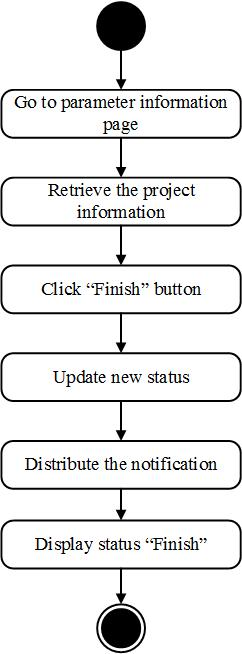 Go to parameter information
page
Retrieve the project
information
Click “Finish” button
Update new status
Distribute the notification
Display status “Finish”